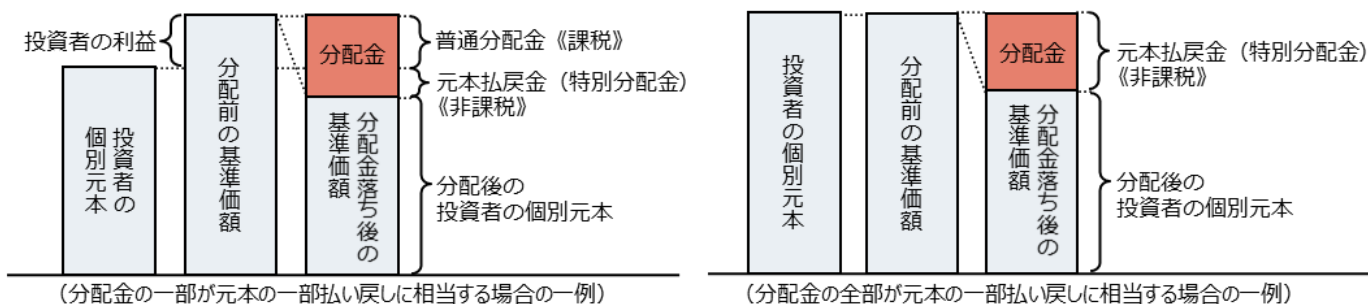 投資者の利益
投資者の
個別元本
分配前の基準価額
分配金
分配金落ち後の
基準価額
普通分配金《課税》
元本払戻金（特別分配金）
《非課税》
分配後の
投資者の個別元本
（分配金の一部が元本の一部払い戻しに相当する場合の一例）
投資者の個別元本
分配前の基準価額
分配金
分配金落ち後の
基準価額
元本払戻金（特別分配金）
《非課税》
分配後の
投資者の個別元本
（分配金の全部が元本の一部払い戻しに相当する場合の一例）